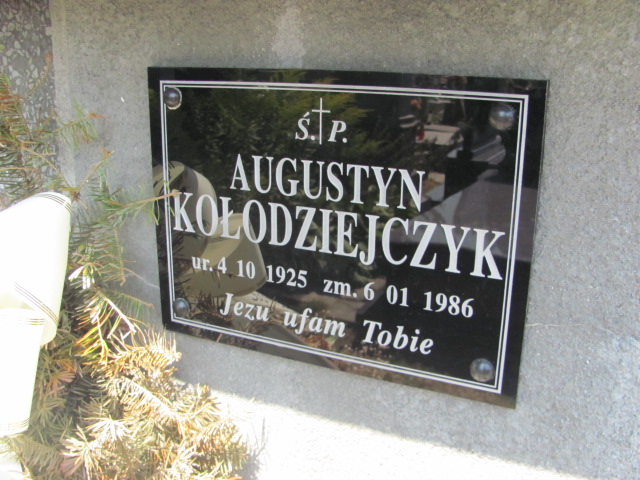 Ś. P.
AUGUSTYN
KOŁODZIEJCZYK
ur. 4 10 1925 zm. 6 01 1986
Jezu ufam Tobie